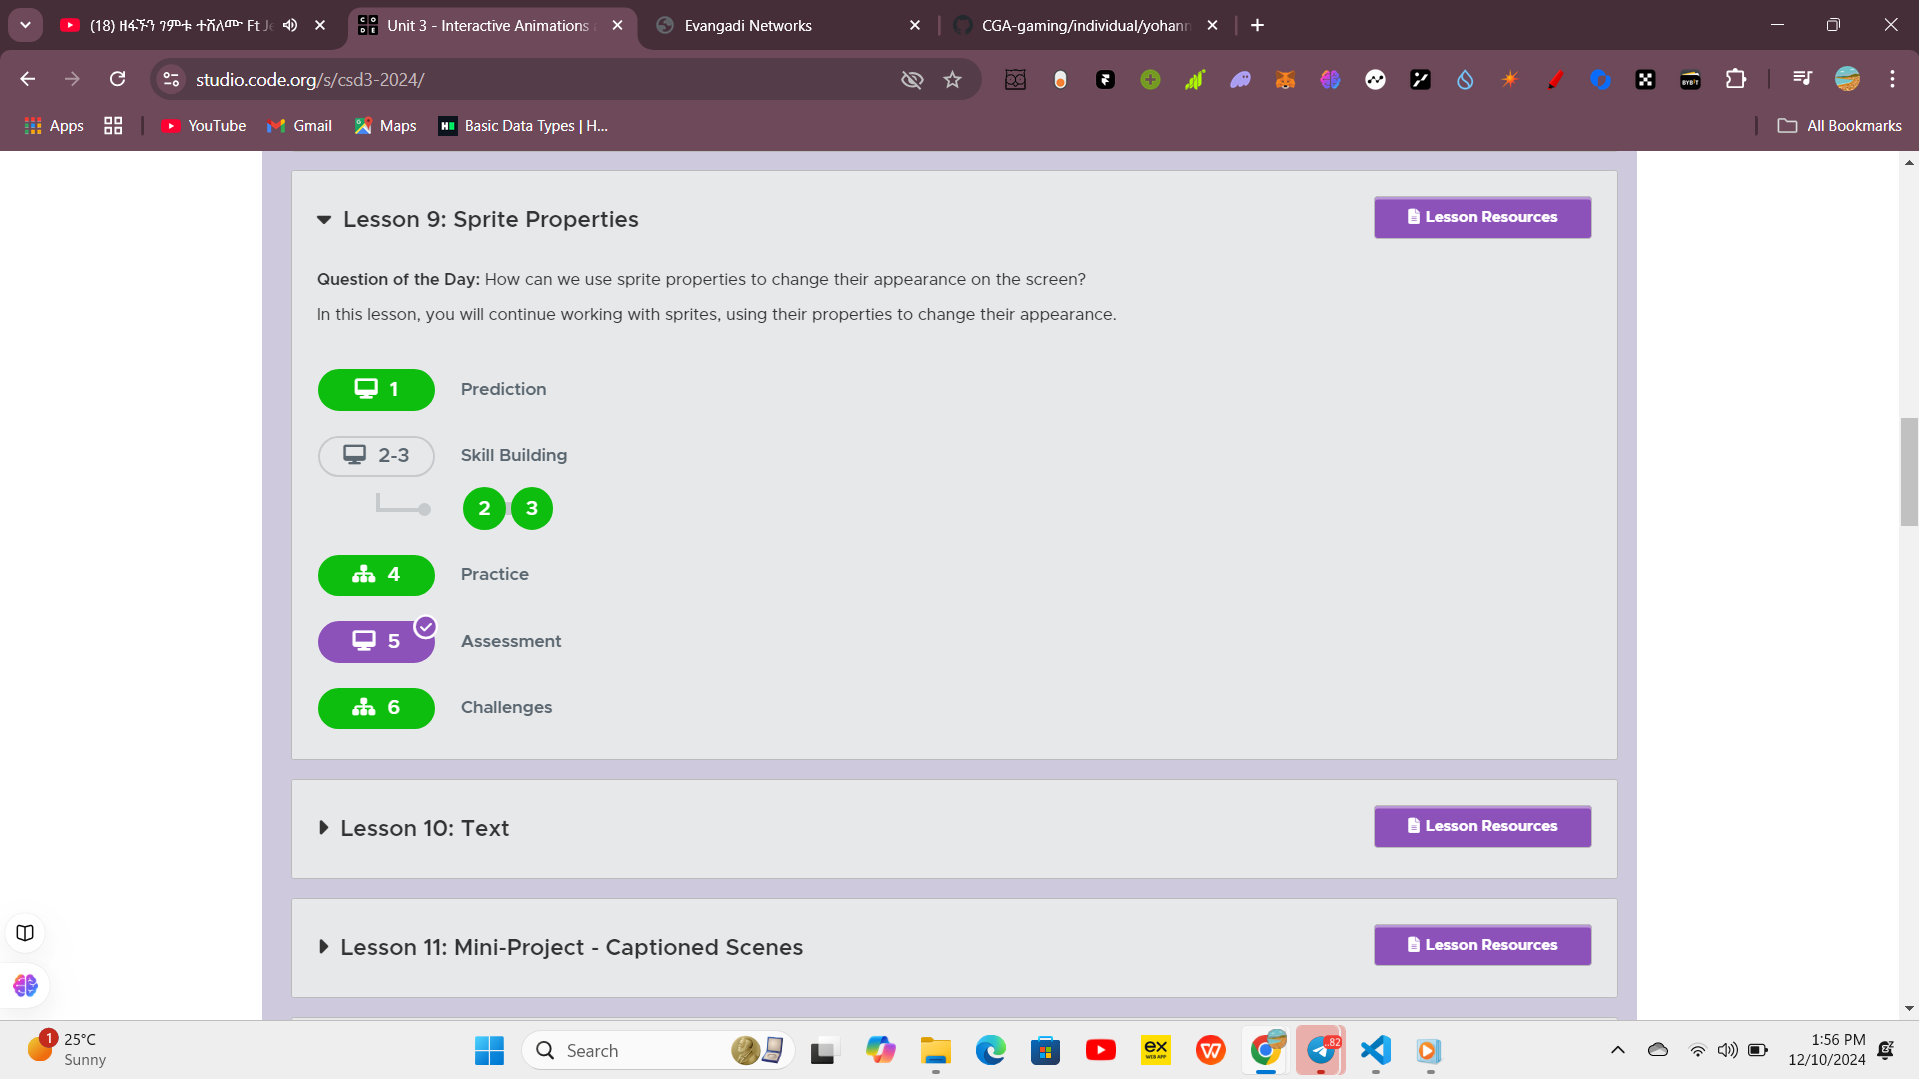 (18) ዘፋኙን ገምቱ ተሸለሙ Ft Je
Unit 3 - Interactive Animations
Evangadi Networks
CGA-gaming/individual/yohann
studio.code.org/s/csd3-2024/
Apps
YouTube
Gmail
Maps
Basic Data Types | H...
All Bookmarks
Lesson 9: Sprite Properties
Lesson Resources
Question of the Day: How can we use sprite properties to change their appearance on the screen?
In this lesson, you will continue working with sprites, using their properties to change their appearance.
1 Prediction
2-3 Skill Building
2 3
4 Practice
5 Assessment
6 Challenges
Lesson 10: Text
Lesson Resources
Lesson 11: Mini-Project - Captioned Scenes
Lesson Resources
1
25°C
Sunny
Search
ex
WEB APP
82
1:56 PM
12/10/2024